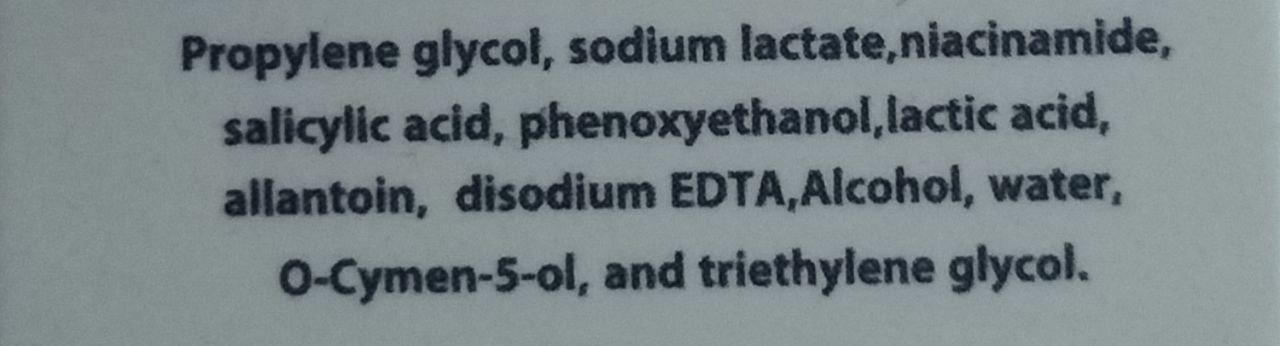 Propylene glycol, sodium lactate,niacinamide,
salicylic acid, phenoxyethanol,lactic acid,
allantoin, disodium EDTA,Alcohol, water,
O-Cymen-5-ol, and triethylene glycol.